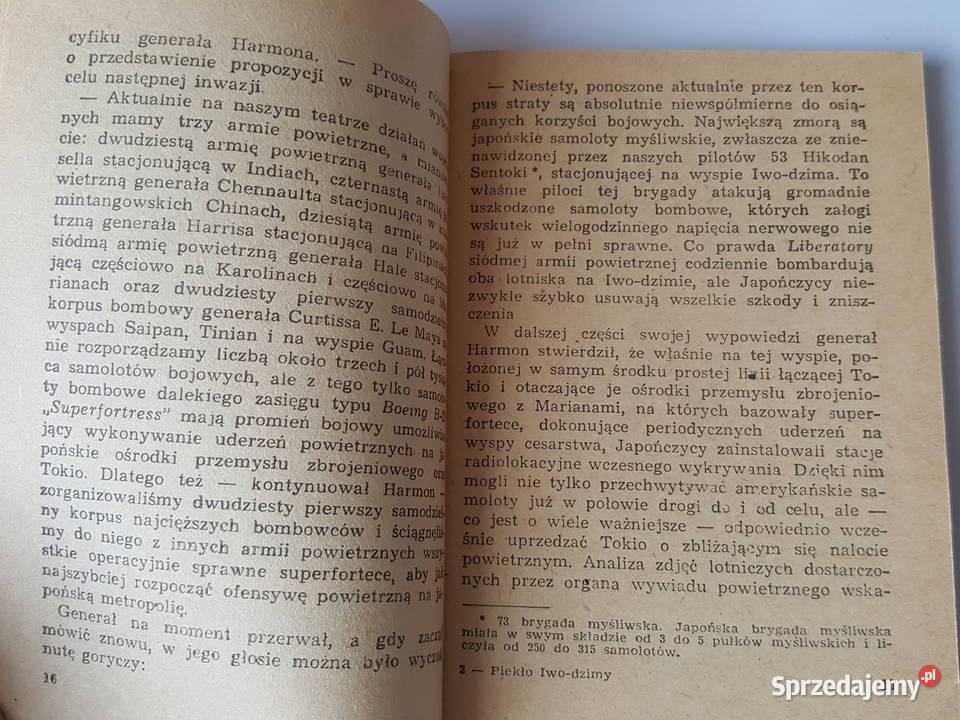 cyfiku generała Harmona. — Proszę
o przedstawienie propozycji w sprawie
celu następnej inwazji.
— Aktualnie na naszym teatrze działań
nych mamy trzy armie powietrzne, a
cie: dwudziestą armię powietrzną generała
sella stacjonującą w Indiach, czternastą armię
wietrzną generała Chennaulta stacjonującą w
mintangowskich Chinach, dziesiątą armię
trzną generała Harrisa stacjonującą na
siódmą armię powietrzną generała Hale
jącą częściowo na Karolinach i częściowo na
rianach oraz dwudziesty pierwszy
korpus bombowy generała Curtissa E. Le Maya
wyspach Saipan, Tinian i na wyspie Guam.
nie rozporządzamy liczbą około trzech i pół
ca samolotów bojowych, ale z tego tylko
ty bombowe dalekiego zasięgu typu Boeing
„Superfortress” mają promień bojowy
jący wykonywanie uderzeń powietrznych na
pońskie ośrodki przemysłu zbrojeniowego
Tokio. Dlatego też — kontynuował Harmon —
zorganizowaliśmy dwudziesty pierwszy
ny korpus najcięższych bombowców i
my do niego z innych armii powietrznych
stkie operacyjnie sprawne superfortece, aby
najszybciej rozpocząć ofensywę powietrzną na
pońską metropolię.
Generał na moment przerwał, a gdy
mówić znowu, w jego głosie można było
nutę goryczy:
16
— Niestety, ponoszone aktualnie przez ten kor-
pus straty są absolutnie niewspółmierne do osią-
ganych korzyści bojowych. Największą zmorą są
japońskie samoloty myśliwskie, zwłaszcza ze znie-
nawidzonej przez naszych pilotów 53 Hikodan
Sentoki *, stacjonującej na wyspie Iwo-dzima. To
właśnie piloci tej brygady atakują gromadnie
uszkodzone samoloty bombowe, których załogi
wskutek wielogodzinnego napięcia nerwowego nie
są już w pełni sprawne. Co prawda Liberatory
siódmej armii powietrznej codziennie bombardują
oba lotniska na Iwo-dzimie, ale Japończycy nie-
zwykle szybko usuwają wszelkie szkody i znisz-
czenia
W dalszej części swojej wypowiedzi generał
Harmon stwierdził, że właśnie na tej wyspie, po-
łożonej w samym środku prostej linii łączącej To-
kio i otaczające je ośrodki przemysłu zbrojenio-
wego z Marianami, na których bazowały super-
fortece, dokonujące periodycznych uderzeń na
wyspy cesarstwa, Japończycy zainstalowali stacje
radiolokacyjne wczesnego wykrywania. Dzięki nim
mogli nie tylko przechwytywać amerykańskie sa-
moloty już w połowie drogi do i od celu, ale —
co jest o wiele ważniejsze — odpowiednio wcze-
śnie uprzedzać Tokio o zbliżającym się nalocie
powietrznym. Analiza zdjęć lotniczych dostarczo-
nych przez organa wywiadu powietrznego wska-
* 73 brygada myśliwska. Japońska brygada myśliwska
miała w swym składzie od 3 do 5 pułków myśliwskich i li-
czyła od 250 do 315 samolotów.
2 — Piekło Iwo-dzimy
Sprzedajemy.pl